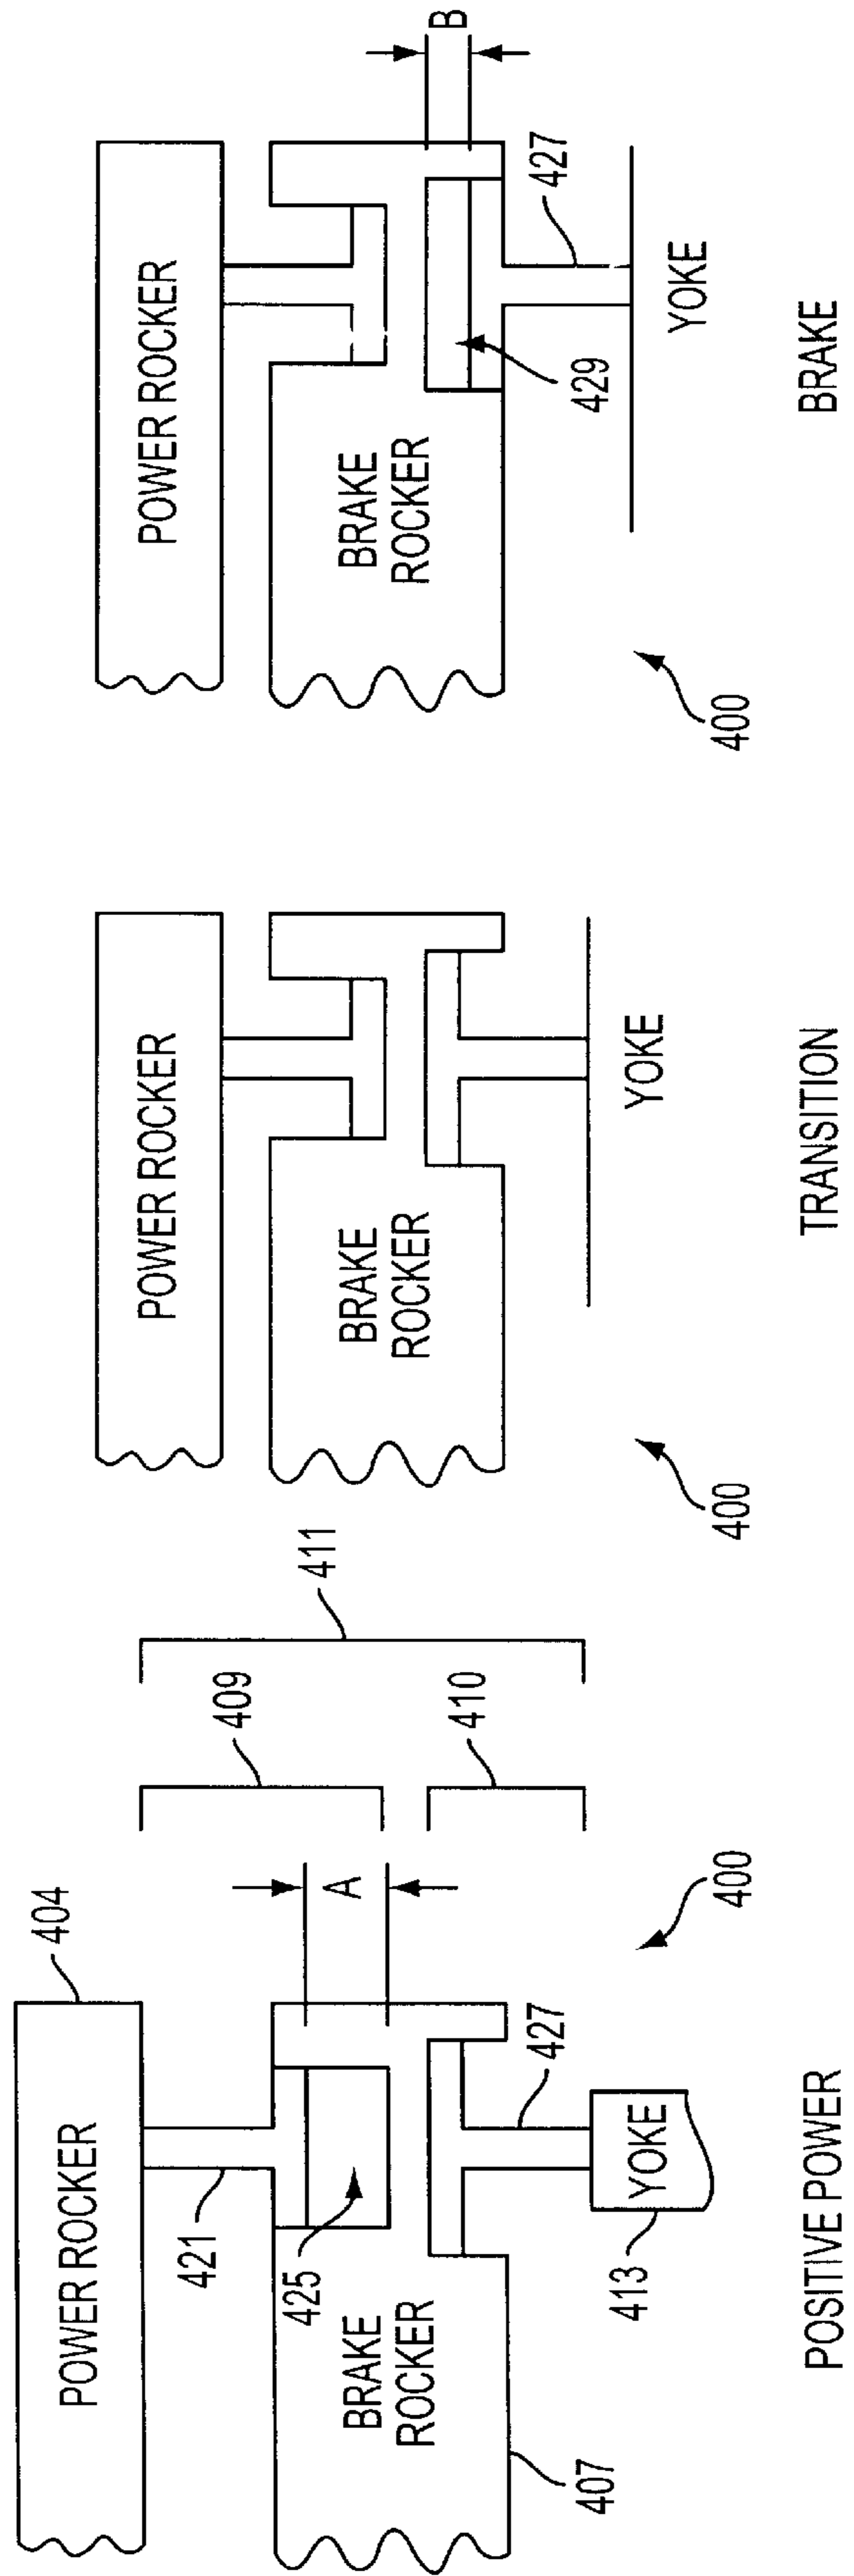 POWER ROCKER
404
421
425
A
BRAKE
ROCKER
407
427
YOKE
413
409
410
411
400
POSITIVE POWER
POWER ROCKER
BRAKE
ROCKER
YOKE
400
TRANSITION
POWER ROCKER
BRAKE
ROCKER
B
429
427
YOKE
400
BRAKE